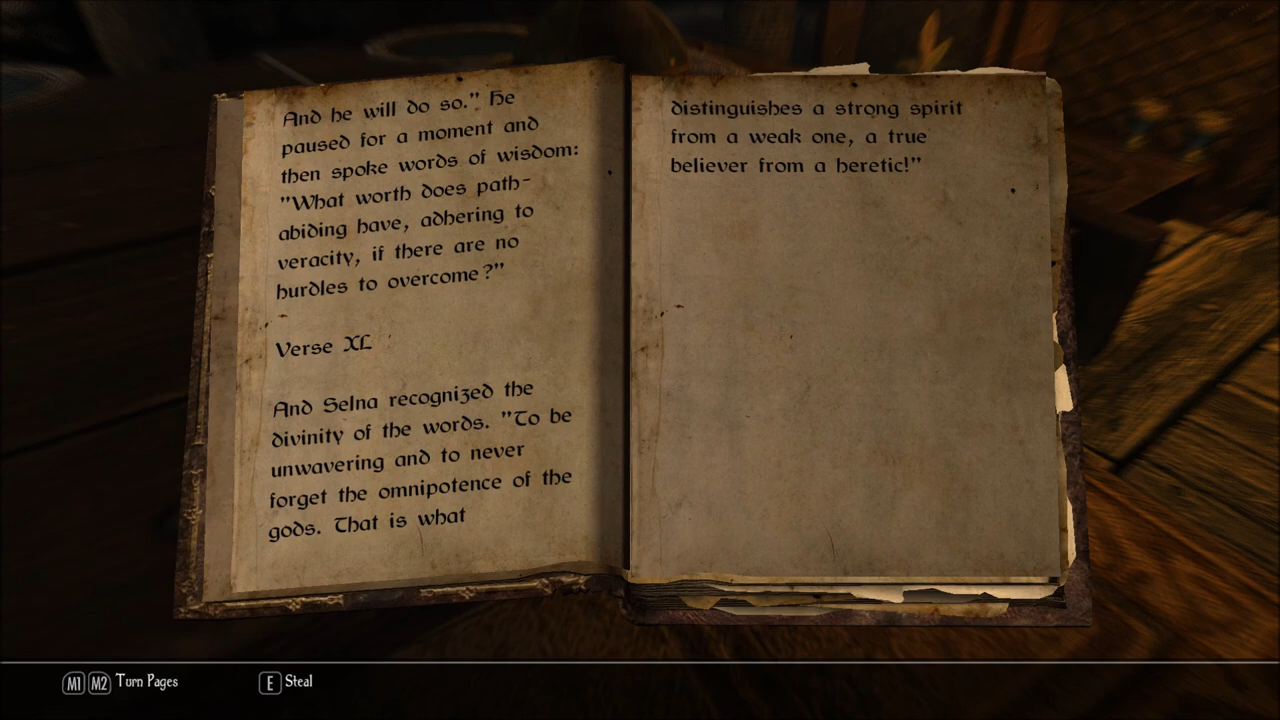 And he will do so." He
paused for a moment and
then spoke words of wisdom:
"What worth does path-
abiding have, adhering to
veracity, if there are no
hurdles to overcome?"
Verse XL
And Selna recognized the
divinity of the words. "To be
unwavering and to never
forget the omnipotence of the
gods. That is what
distinguishes a strong spirit
from a weak one, a true
believer from a heretic!"
M1 M2 Turn Pages
E Steal